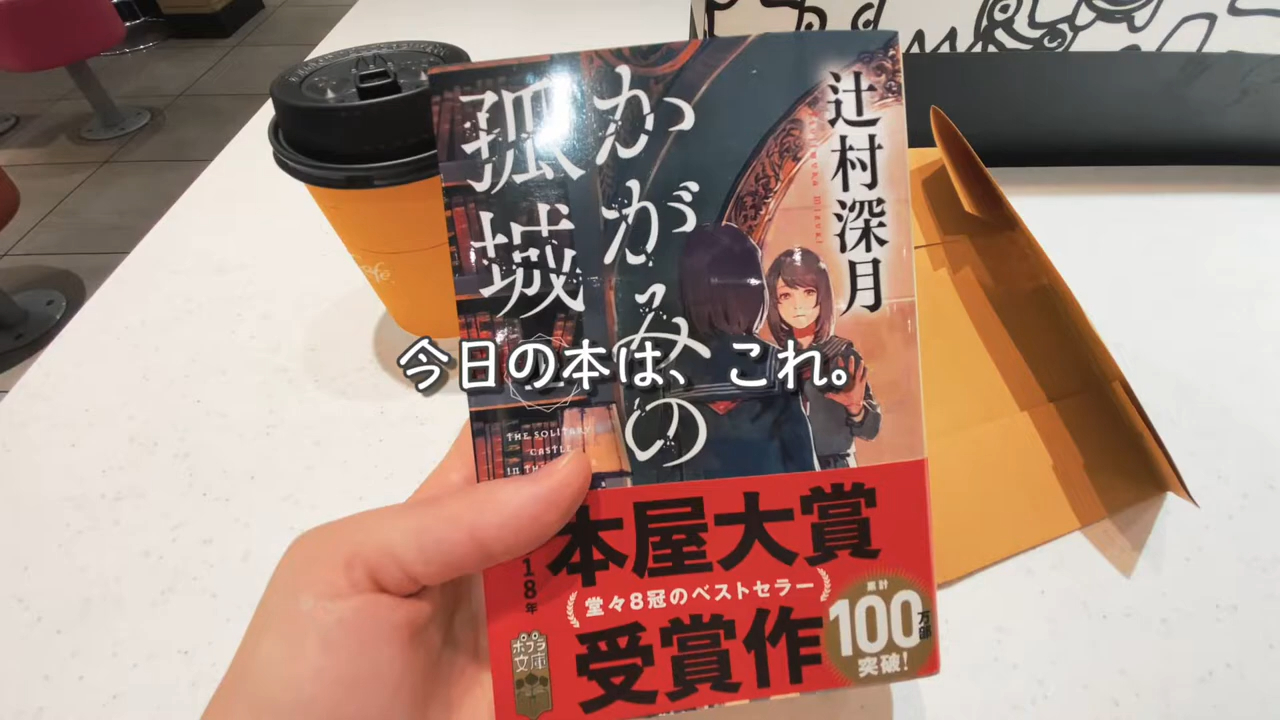 辻村深月
かがみの
孤城
THE SOLITARY
CASTLE
IN THE
今日の本は、これ。
本屋大賞
18年
堂々8冠のベストセラー
受賞作
累計
100万部
突破!
ポプラ
文庫